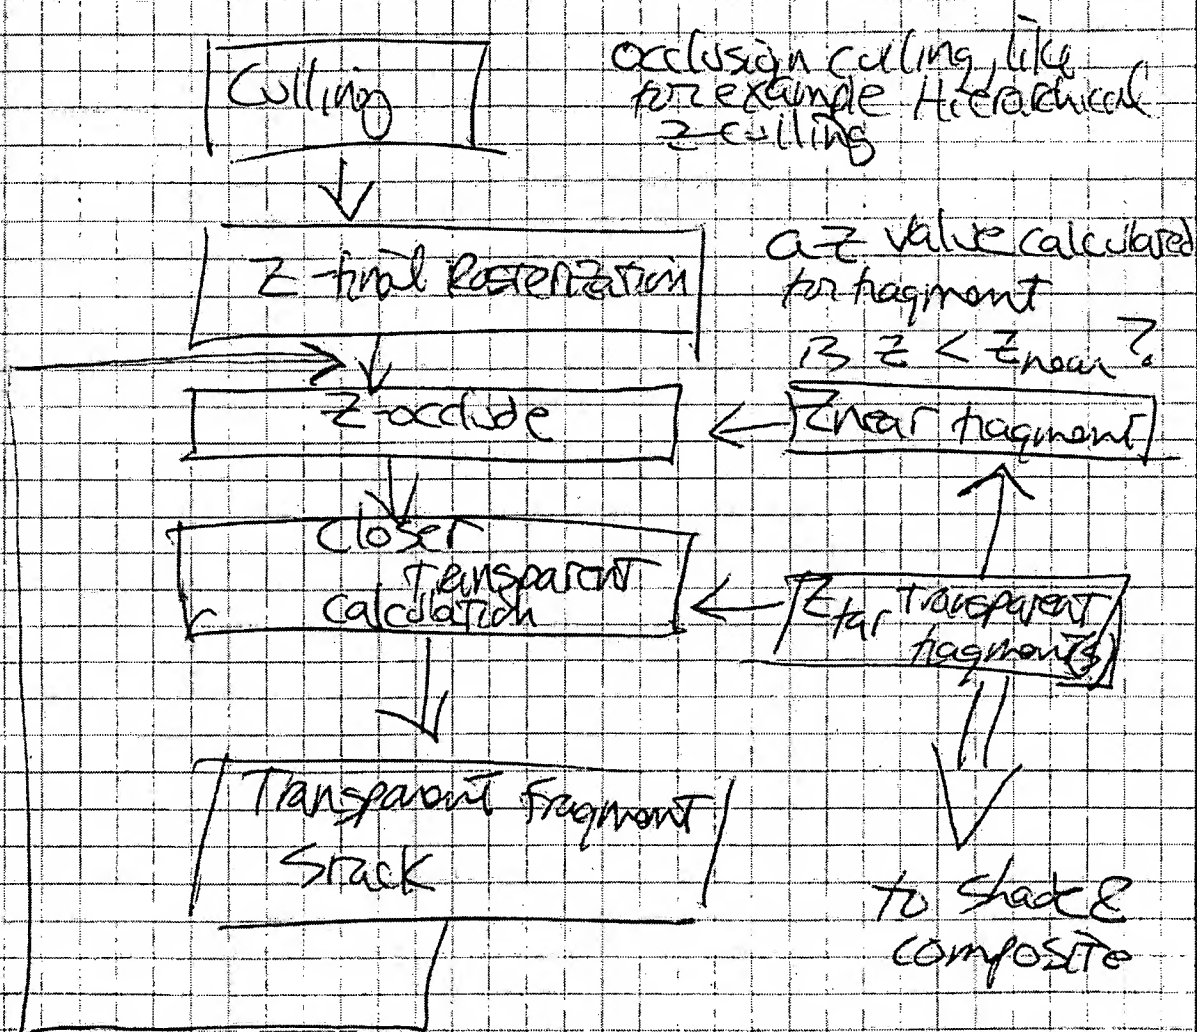 Culling
occlusion culling, like
for example Hierarchical
z-culling
Z-final Rasterization
a z value calculated
for fragment
is z < Znear ?
Z-occlude
Znear fragment
Closer
transparent
calculation
Zfar transparent
fragment(s)
Transparent fragment
Stack
to shade &
composite